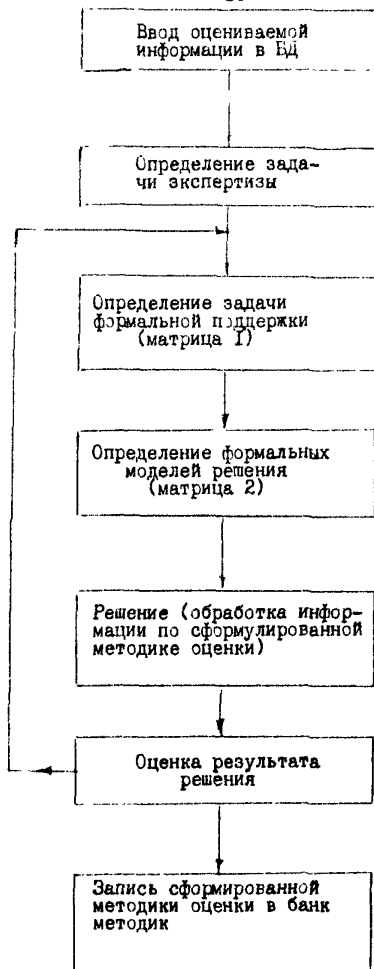 Ввод оцениваемой
информации в БД
Определение зада-
чи экспертизы
Определение задачи
формальной поддержки
(матрица I)
Определение формальных
моделей решения
(матрица 2)
Решение (обработка инфор-
мации по сформулированной
методике оценки)
Оценка результата
решения
Запись сформированной
методики оценки в банк
методик